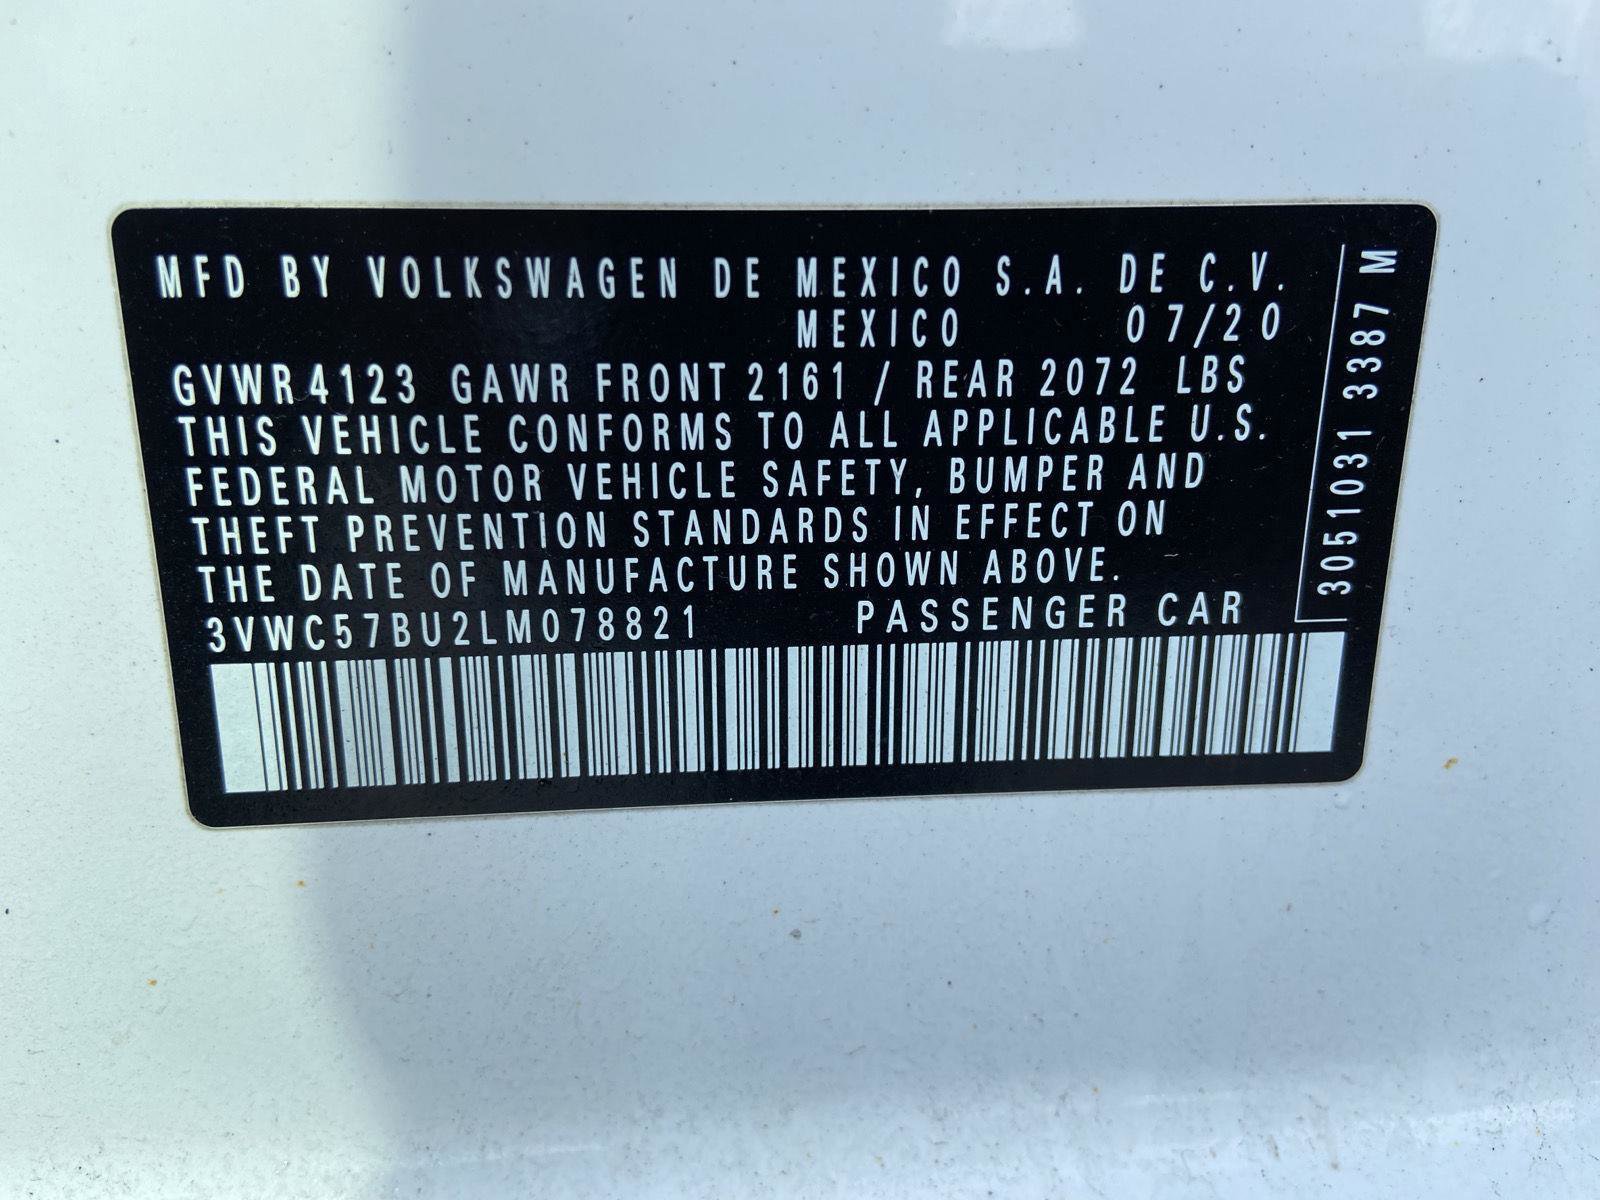 MFD BY VOLKSWAGEN DE MEXICO S.A. DE C.V.
MEXICO 07/20
GVWR 4123 GAWR FRONT 2161 / REAR 2072 LBS
THIS VEHICLE CONFORMS TO ALL APPLICABLE U.S.
FEDERAL MOTOR VEHICLE SAFETY, BUMPER AND
THEFT PREVENTION STANDARDS IN EFFECT ON
THE DATE OF MANUFACTURE SHOWN ABOVE.
3VWC57BU2LM078821 PASSENGER CAR
3051031 3387 M